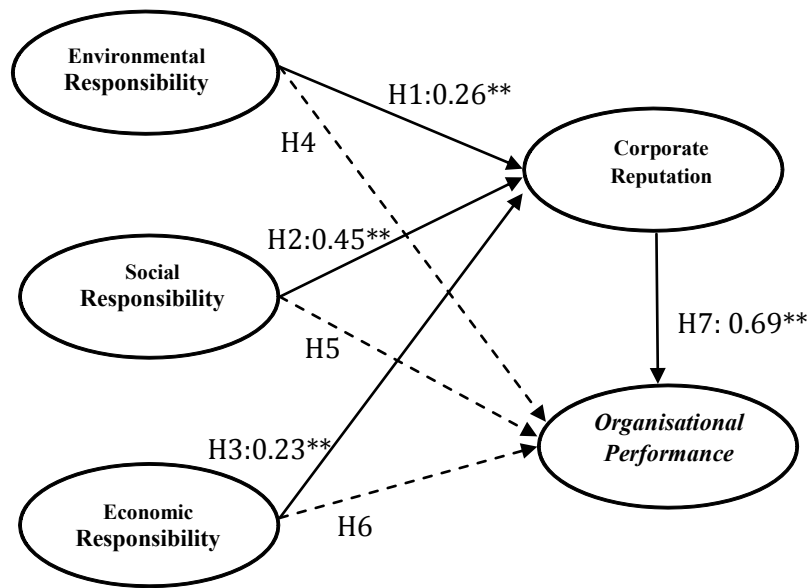 Environmental
Responsibility
H1:0.26**
H4
Corporate
Reputation
H2:0.45**
Social
Responsibility
H5
H7: 0.69**
H3:0.23**
Organisational
Performance
Economic
Responsibility
H6